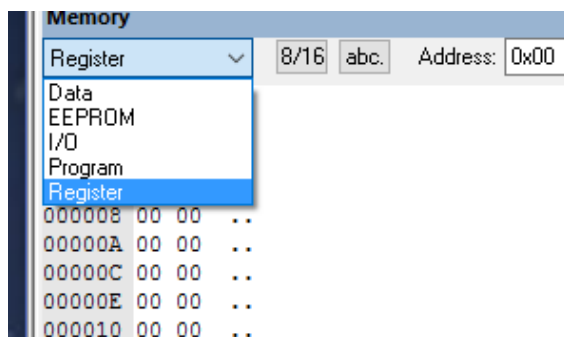 Memory
Register 8/16 abc. Address: 0x00
Data
EEPROM
I/O
Program
Register
000008 00 00 ..
00000A 00 00 ..
00000C 00 00 ..
00000E 00 00 ..
000010 00 00 ..